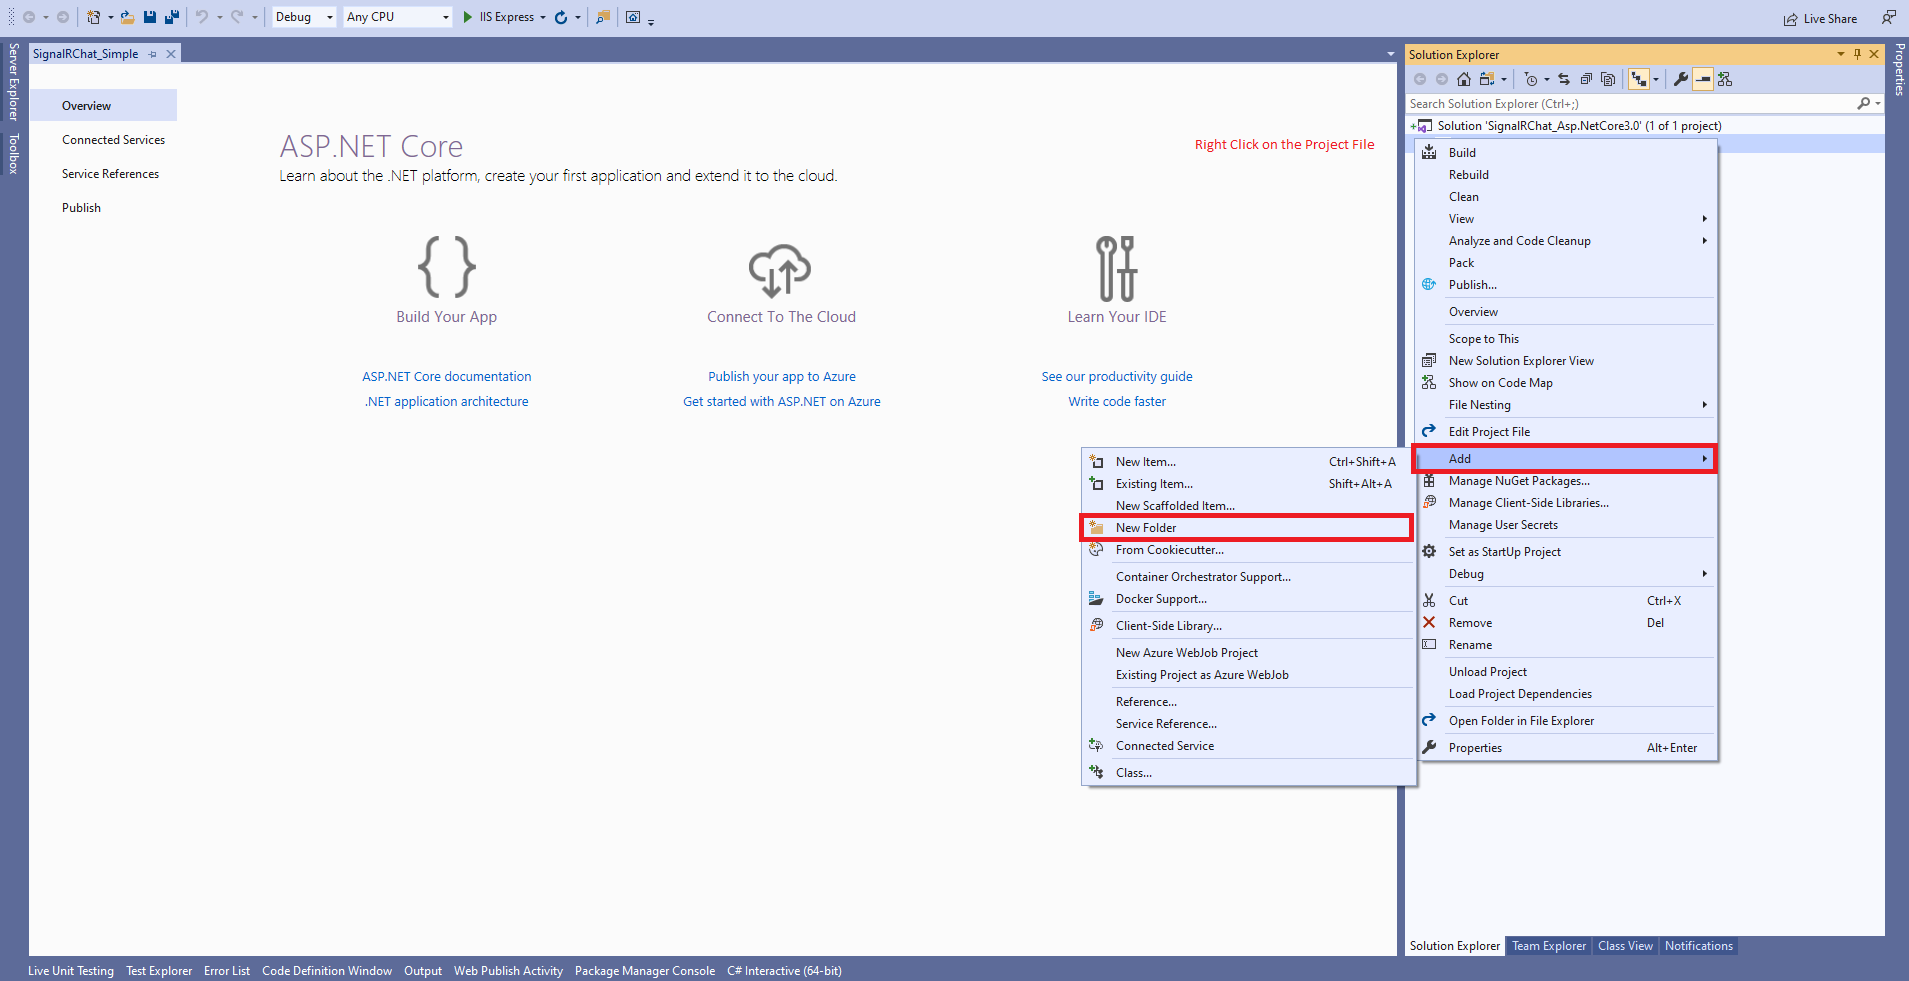 Debug
Any CPU
IIS Express
Live Share
Server Explorer
Toolbox
SignalRChat_Simple
Overview
Connected Services
Service References
Publish
ASP.NET Core
Learn about the .NET platform, create your first application and extend it to the cloud.
Right Click on the Project File
Build Your App
Connect To The Cloud
Learn Your IDE
ASP.NET Core documentation
Publish your app to Azure
See our productivity guide
.NET application architecture
Get started with ASP.NET on Azure
Write code faster
New Item... Ctrl+Shift+A
Existing Item... Shift+Alt+A
New Scaffolded Item...
New Folder
From Cookiecutter...
Container Orchestrator Support...
Docker Support...
Client-Side Library...
New Azure WebJob Project
Existing Project as Azure WebJob
Reference...
Service Reference...
Connected Service
Class...
Solution Explorer
Search Solution Explorer (Ctrl+;)
Solution 'SignalRChat_Asp.NetCore3.0' (1 of 1 project)
Build
Rebuild
Clean
View
Analyze and Code Cleanup
Pack
Publish...
Overview
Scope to This
New Solution Explorer View
Show on Code Map
File Nesting
Edit Project File
Add
Manage NuGet Packages...
Manage Client-Side Libraries...
Manage User Secrets
Set as StartUp Project
Debug
Cut Ctrl+X
Remove Del
Rename
Unload Project
Load Project Dependencies
Open Folder in File Explorer
Properties Alt+Enter
Properties
Solution Explorer
Team Explorer
Class View
Notifications
Live Unit Testing
Test Explorer
Error List
Code Definition Window
Output
Web Publish Activity
Package Manager Console
C# Interactive (64-bit)